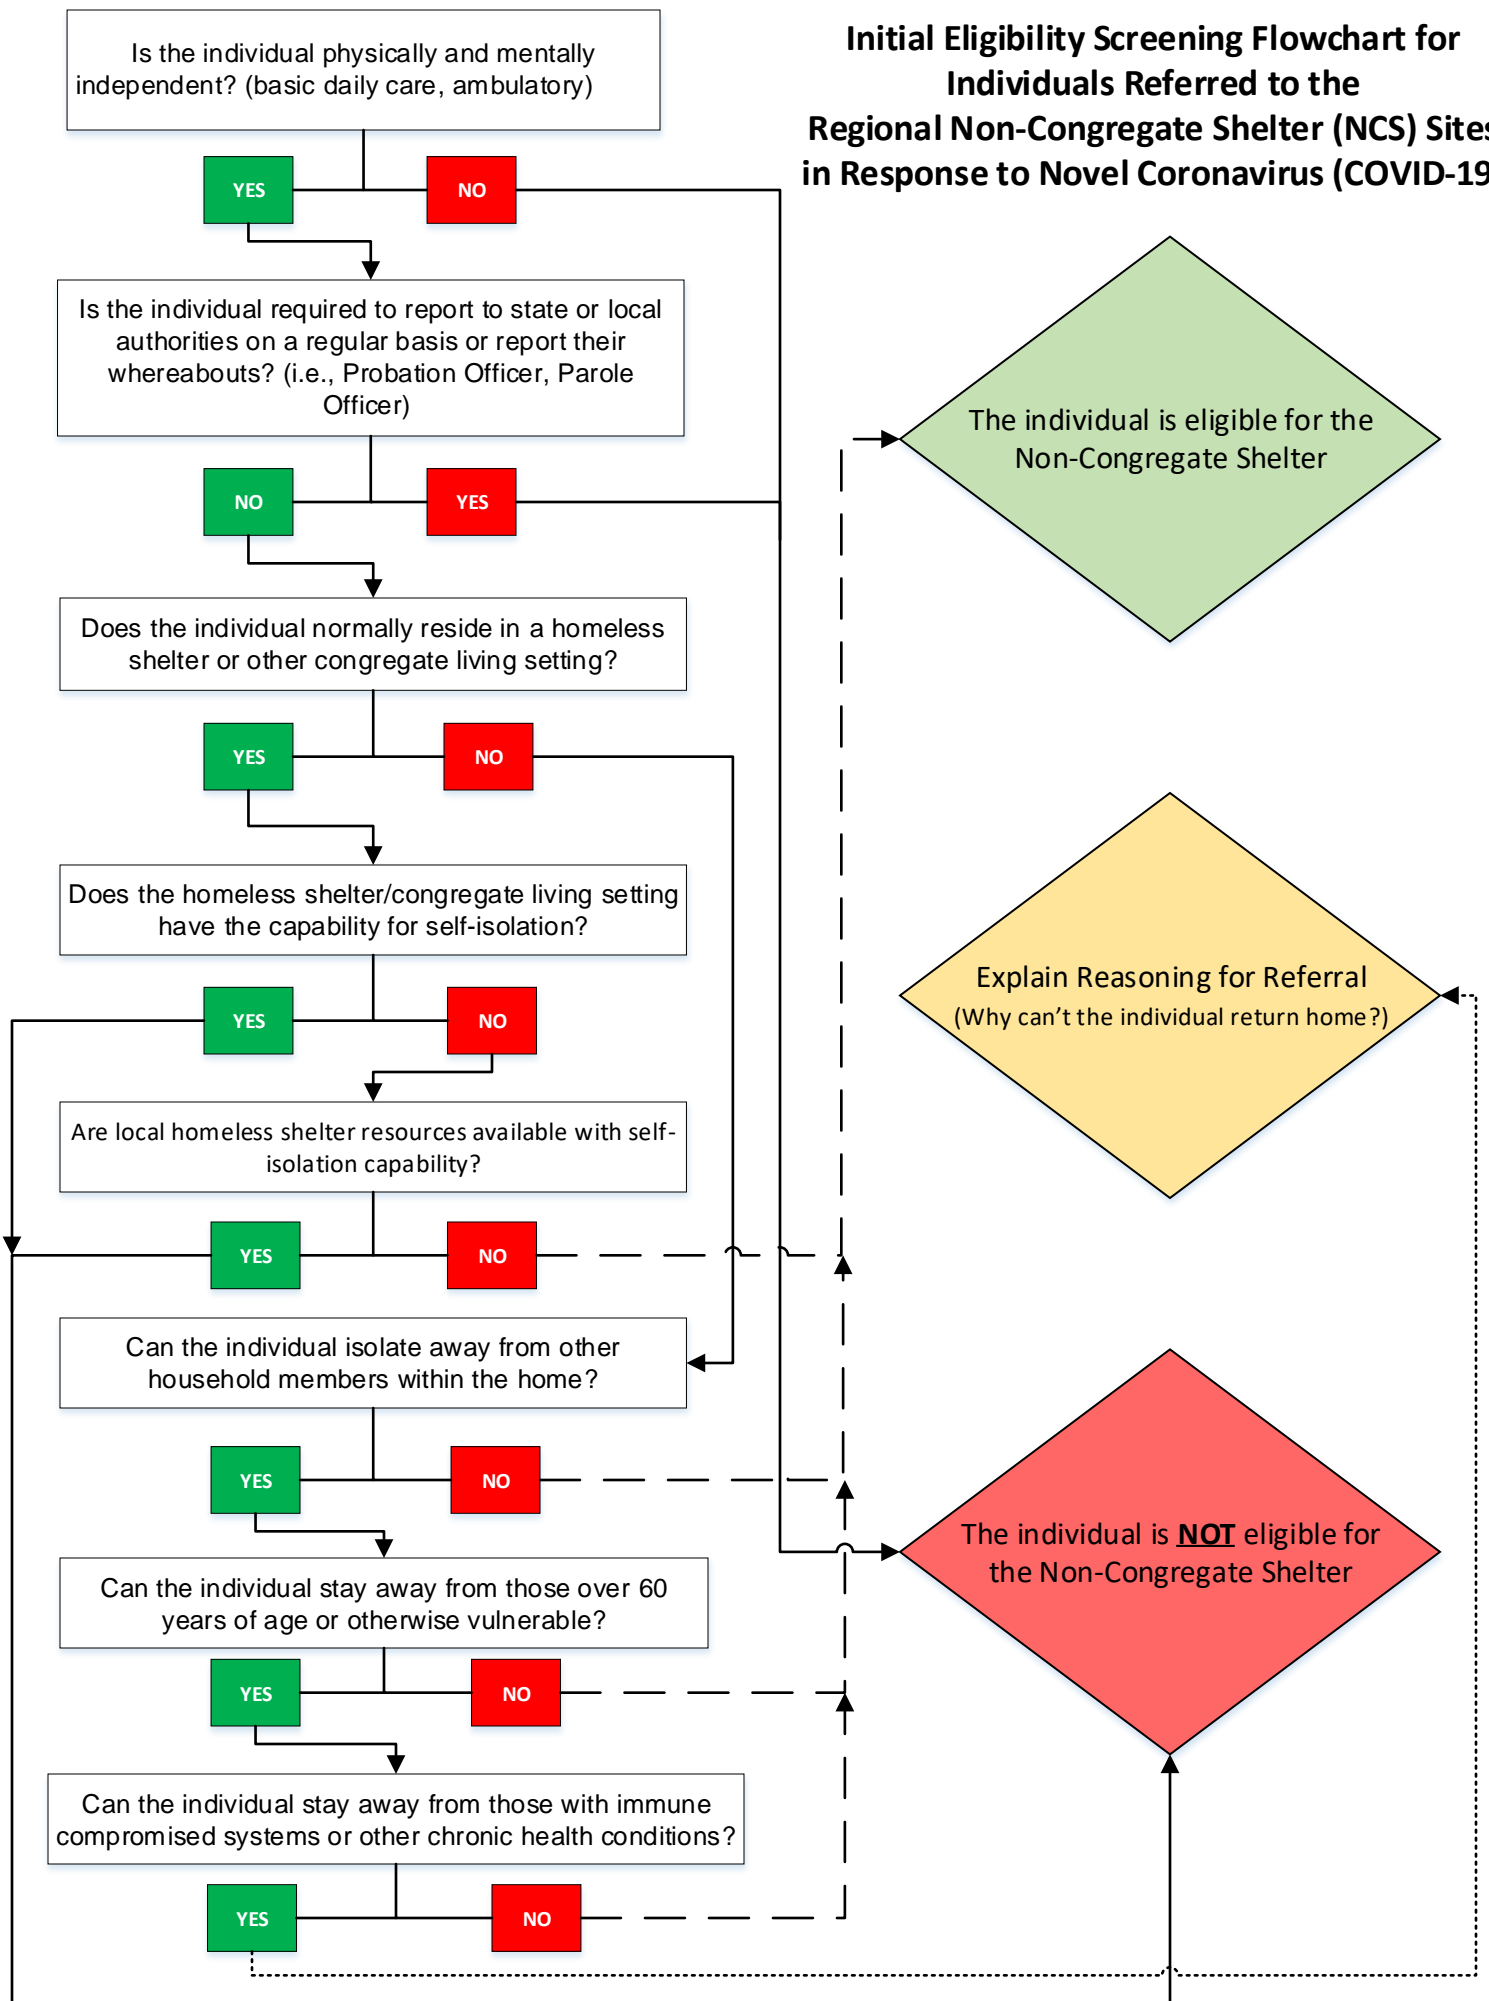 Initial Eligibility Screening Flowchart for
Individuals Referred to the
Regional Non-Congregate Shelter (NCS) Sites
in Response to Novel Coronavirus (COVID-19
Is the individual physically and mentally
independent? (basic daily care, ambulatory)
YES
NO
Is the individual required to report to state or local
authorities on a regular basis or report their
whereabouts? (i.e., Probation Officer, Parole
Officer)
NO
YES
Does the individual normally reside in a homeless
shelter or other congregate living setting?
YES
NO
Does the homeless shelter/congregate living setting
have the capability for self-isolation?
YES
NO
Are local homeless shelter resources available with self-
isolation capability?
YES
NO
Can the individual isolate away from other
household members within the home?
YES
NO
Can the individual stay away from those over 60
years of age or otherwise vulnerable?
YES
NO
Can the individual stay away from those with immune
compromised systems or other chronic health conditions?
YES
NO
The individual is eligible for the
Non-Congregate Shelter
Explain Reasoning for Referral
(Why can't the individual return home?)
The individual is NOT eligible for
the Non-Congregate Shelter